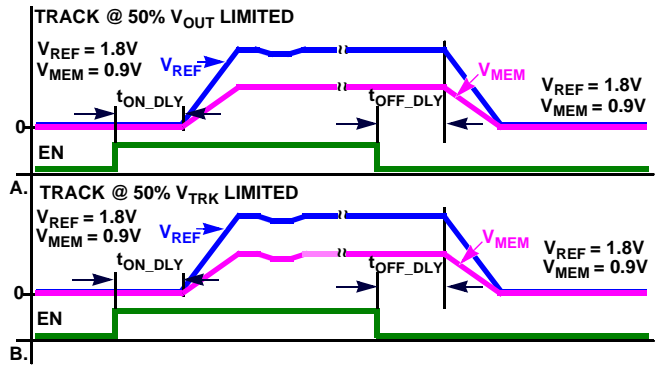 TRACK @ 50% VOUT LIMITED
VREF = 1.8V
VMEM = 0.9V
VREF
VMEM
VREF = 1.8V
VMEM = 0.9V
tON_DLY
tOFF_DLY
0
EN
A.
TRACK @ 50% VTRK LIMITED
VREF = 1.8V
VMEM = 0.9V
VREF
VMEM
VREF = 1.8V
VMEM = 0.9V
tON_DLY
tOFF_DLY
0
EN
B.